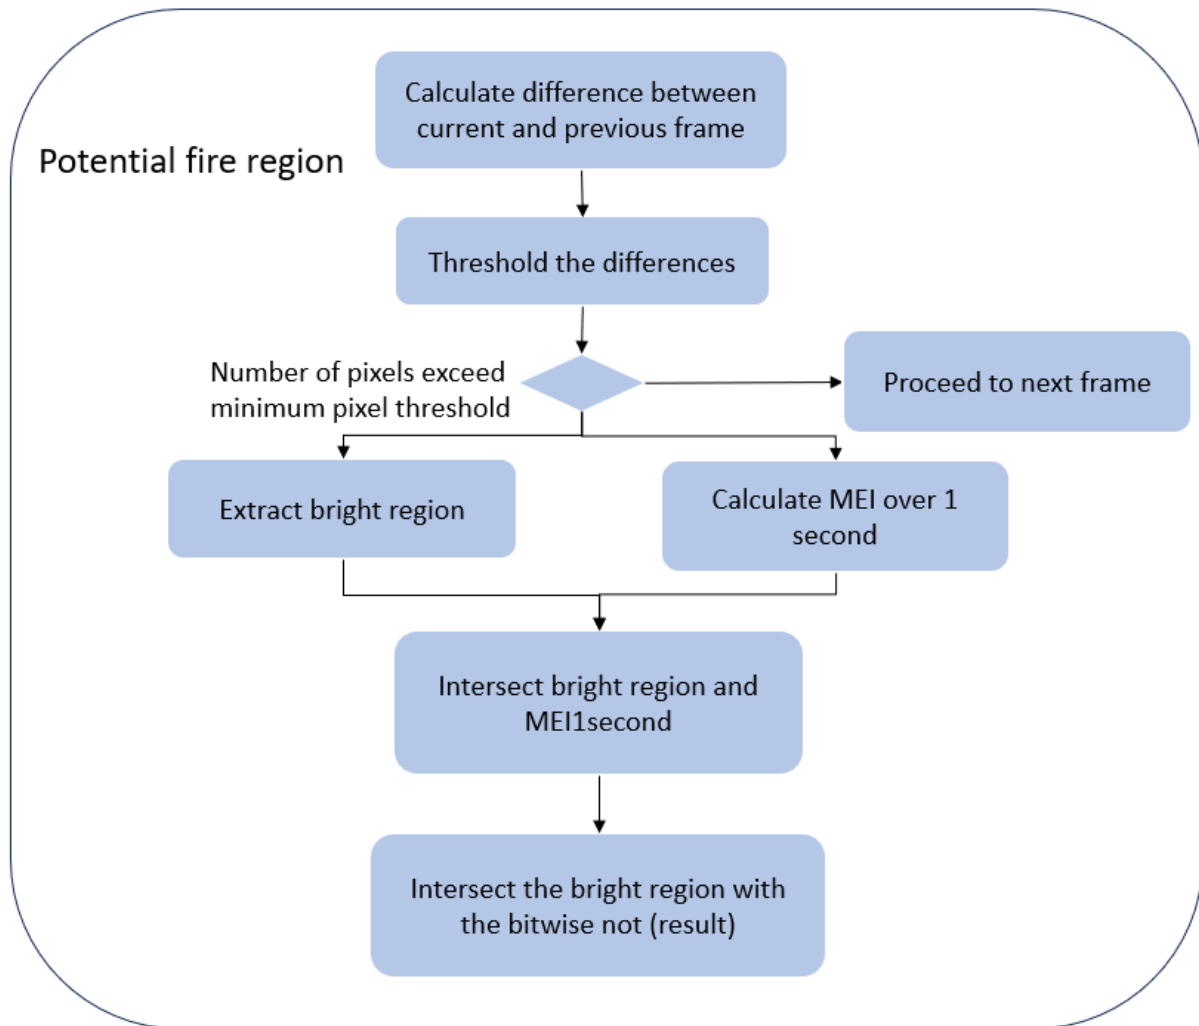 Calculate difference between
current and previous frame
Potential fire region
Threshold the differences
Number of pixels exceed
minimum pixel threshold
Proceed to next frame
Extract bright region
Calculate MEI over 1
second
Intersect bright region and
MEI1second
Intersect the bright region with
the bitwise not (result)